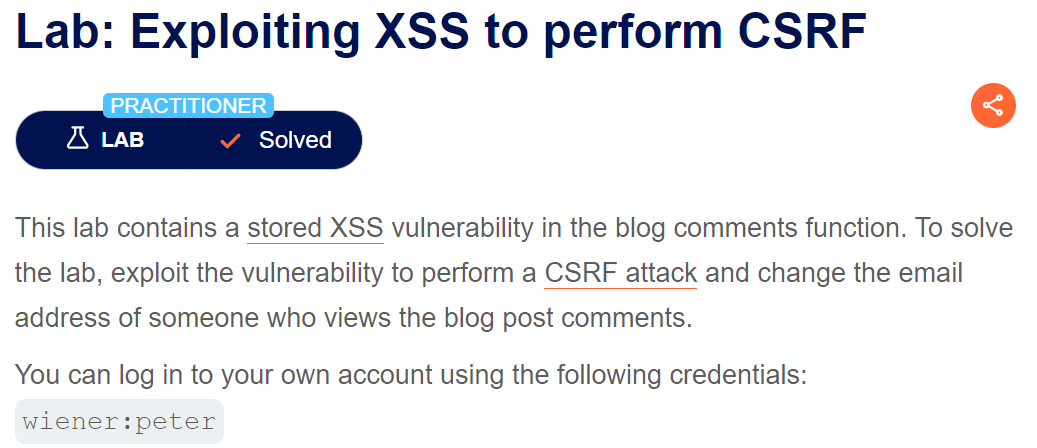 Lab: Exploiting XSS to perform CSRF
PRACTITIONER
LAB Solved
This lab contains a stored XSS vulnerability in the blog comments function. To solve
the lab, exploit the vulnerability to perform a CSRF attack and change the email
address of someone who views the blog post comments.
You can log in to your own account using the following credentials:
wiener:peter